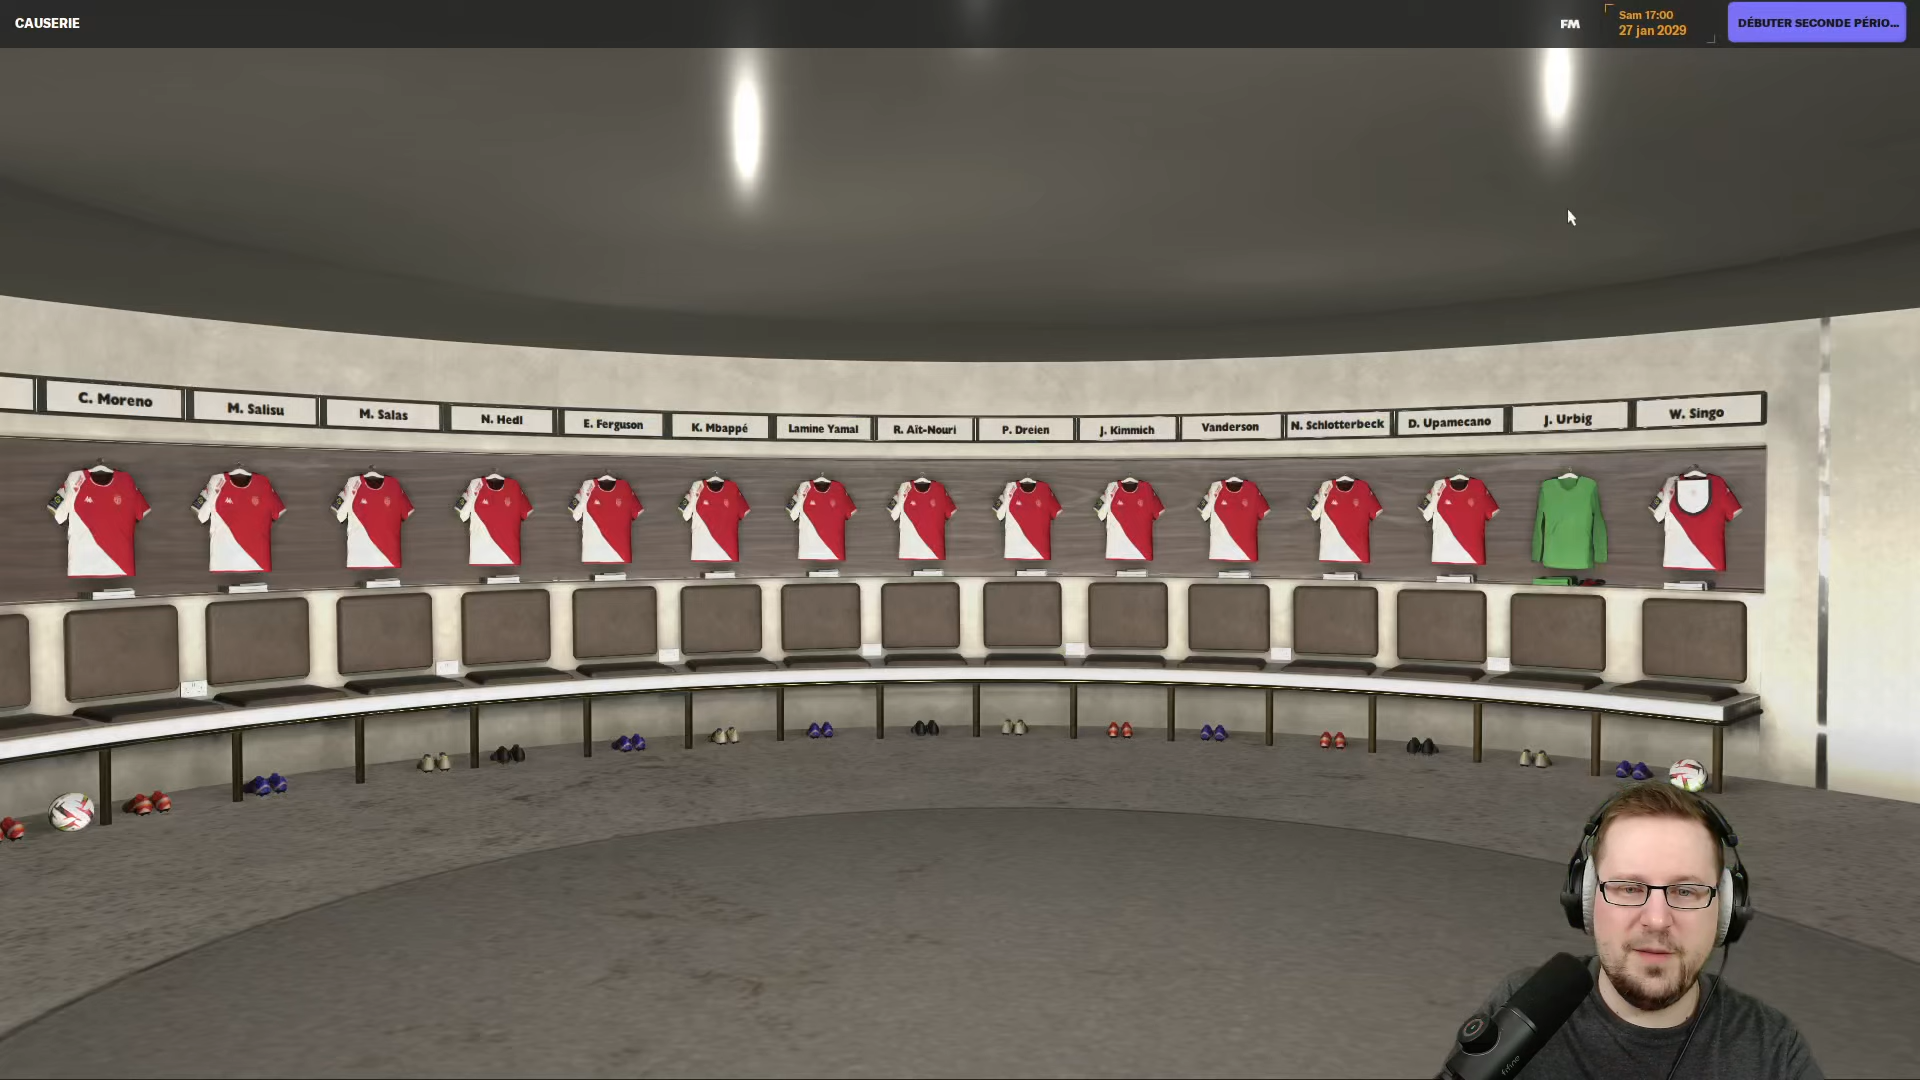 CAUSERIE
FM
Sam 17:00
27 jan 2029
DÉBUTER SECONDE PÉRIO...
C. Moreno
M. Salisu
M. Salas
N. Hedl
E. Ferguson
K. Mbappé
Lamine Yamal
R. Aït-Nouri
P. Dreien
J. Kimmich
Vanderson
N. Schlotterbeck
D. Upamecano
J. Urbig
W. Singo
fifine